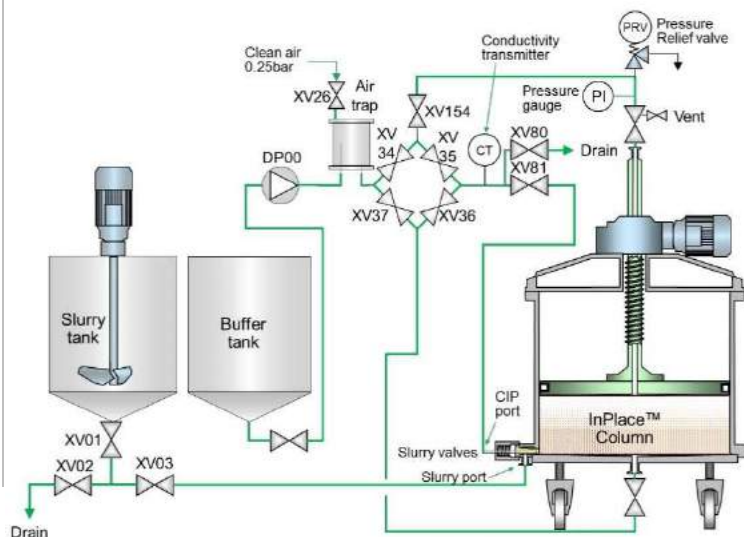 PRV
Pressure
Relief valve
Clean air
0.25bar
Conductivity
transmitter
Air
trap
XV26
Pressure
gauge
PI
XV154
Vent
XV
34
XV
35
CT
XV80
Drain
XV81
DP00
XV37
XV36
Slurry
tank
Buffer
tank
CIP
port
InPlace™
Column
XV01
Slurry valves
XV02
XV03
Slurry port
Drain